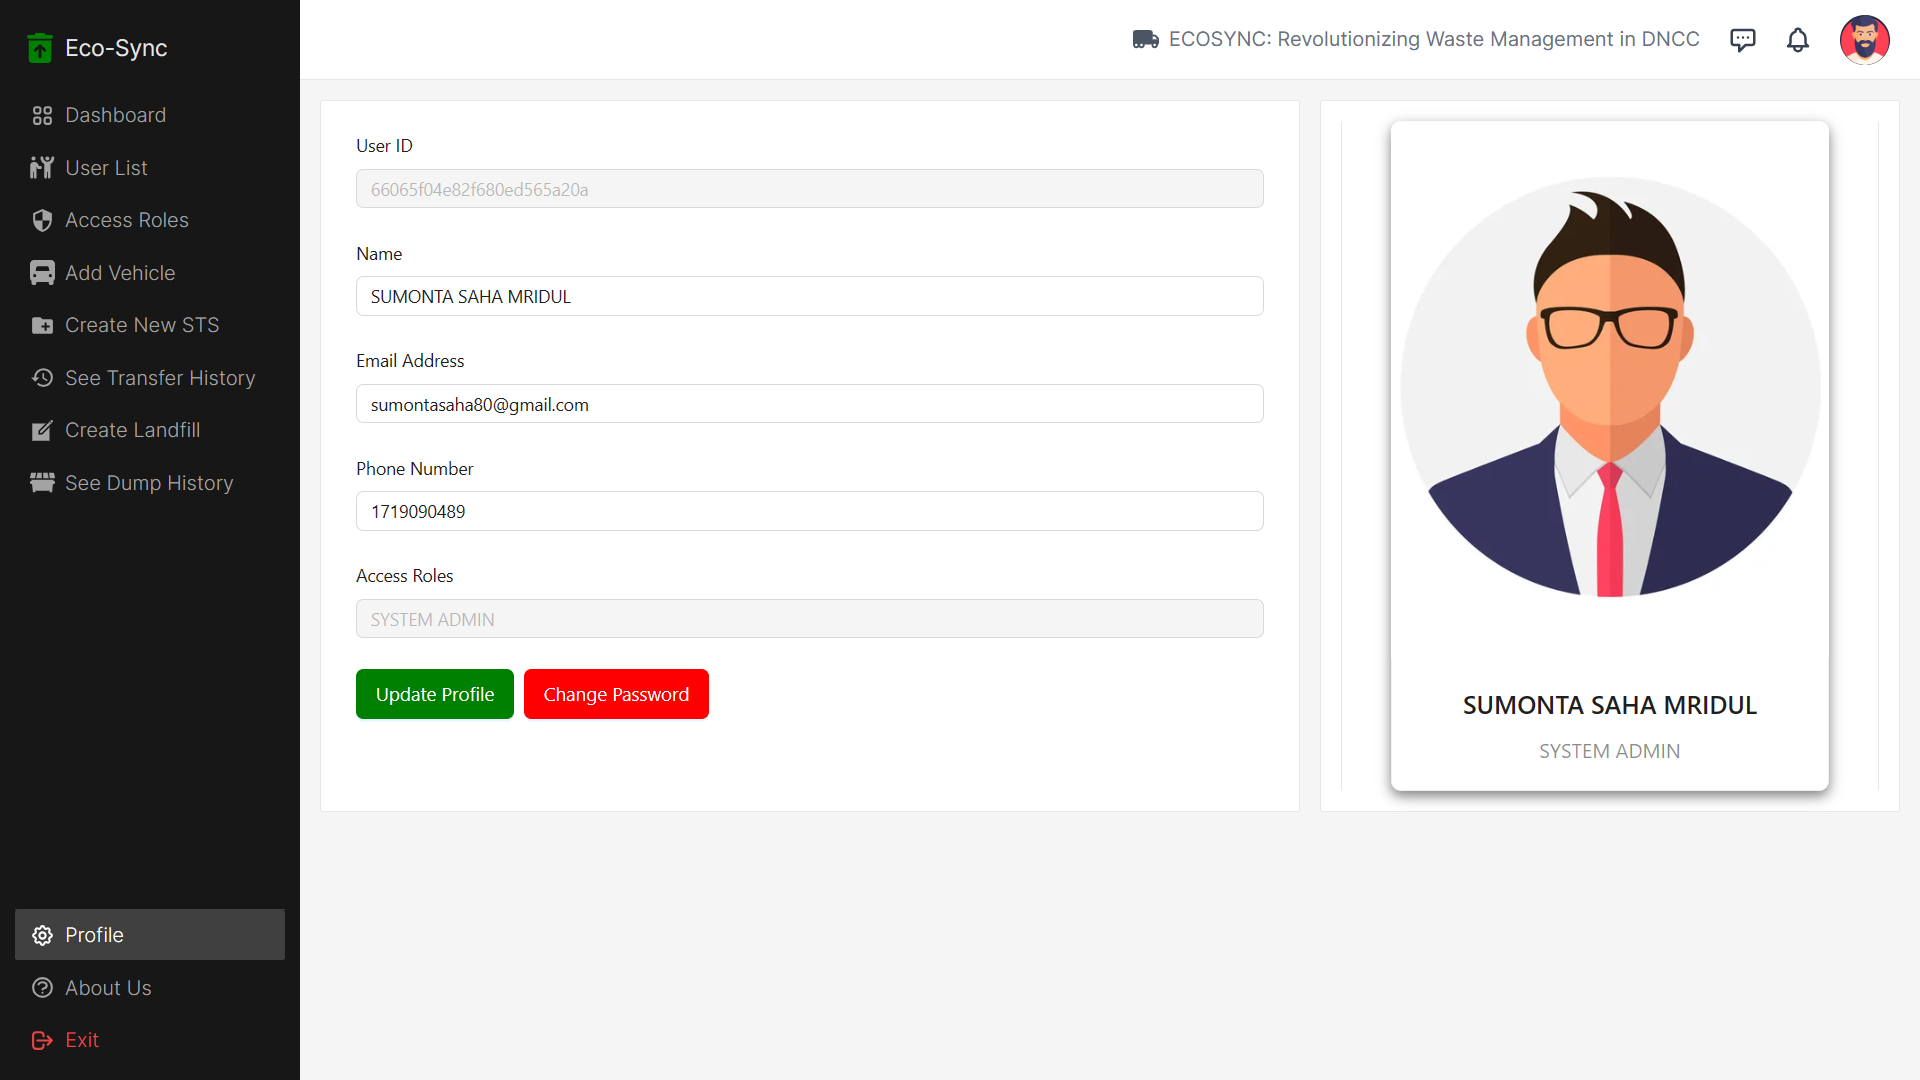 Eco-Sync
Dashboard
User List
Access Roles
Add Vehicle
Create New STS
See Transfer History
Create Landfill
See Dump History
Profile
About Us
Exit
ECOSYNC: Revolutionizing Waste Management in DNCC
User ID
66065f04e82f680ed565a20a
Name
SUMONTA SAHA MRIDUL
Email Address
sumontasaha80@gmail.com
Phone Number
1719090489
Access Roles
SYSTEM ADMIN
Update Profile
Change Password
SUMONTA SAHA MRIDUL
SYSTEM ADMIN